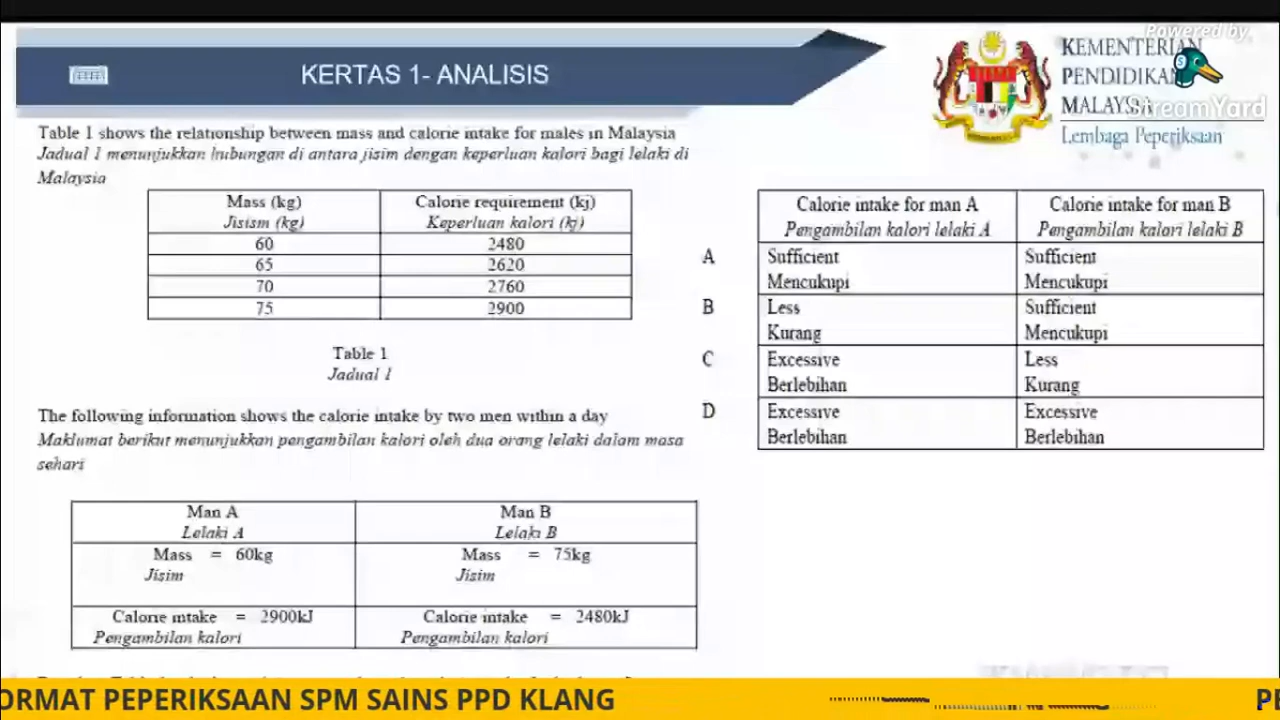 Powered by
StreamYard
KERTAS 1- ANALISIS
KEMENTERIAN
PENDIDIKAN
MALAYSIA
Lembaga Peperiksaan
Table 1 shows the relationship between mass and calorie intake for males in Malaysia
Jadual 1 menunjukkan hubungan di antara jisim dengan keperluan kalori bagi lelaki di
Malaysia
Mass (kg) Calorie requirement (kj)
Jisism (kg) Keperluan kalori (kj)
60 2480
65 2620
70 2760
75 2900
Table 1
Jadual 1
The following information shows the calorie intake by two men within a day
Maklumat berikut menunjukkan pengambilan kalori oleh dua orang lelaki dalam masa
sehari
Man A Man B
Lelaki A Lelaki B
Mass = 60kg Mass = 75kg
Jisim Jisim
Calorie intake = 2900kJ Calorie intake = 2480kJ
Pengambilan kalori Pengambilan kalori
Calorie intake for man A Calorie intake for man B
Pengambilan kalori lelaki A Pengambilan kalori lelaki B
A Sufficient Sufficient
Mencukupi Mencukupi
B Less Sufficient
Kurang Mencukupi
C Excessive Less
Berlebihan Kurang
D Excessive Excessive
Berlebihan Berlebihan
ORMAT PEPERIKSAAN SPM SAINS PPD KLANG